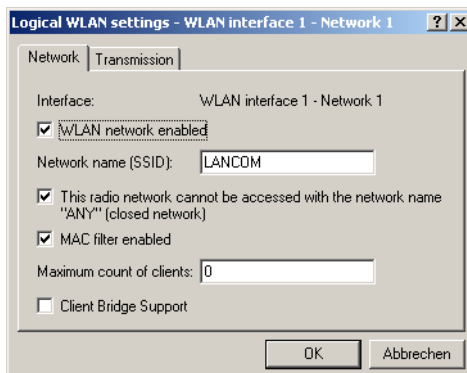 Logical WLAN settings - WLAN interface 1 - Network 1
Network Transmission
Interface: WLAN interface 1 - Network 1
WLAN network enabled
Network name (SSID): LANCOM
This radio network cannot be accessed with the network name
"ANY" (closed network)
MAC filter enabled
Maximum count of clients: 0
Client Bridge Support
OK Abbrechen